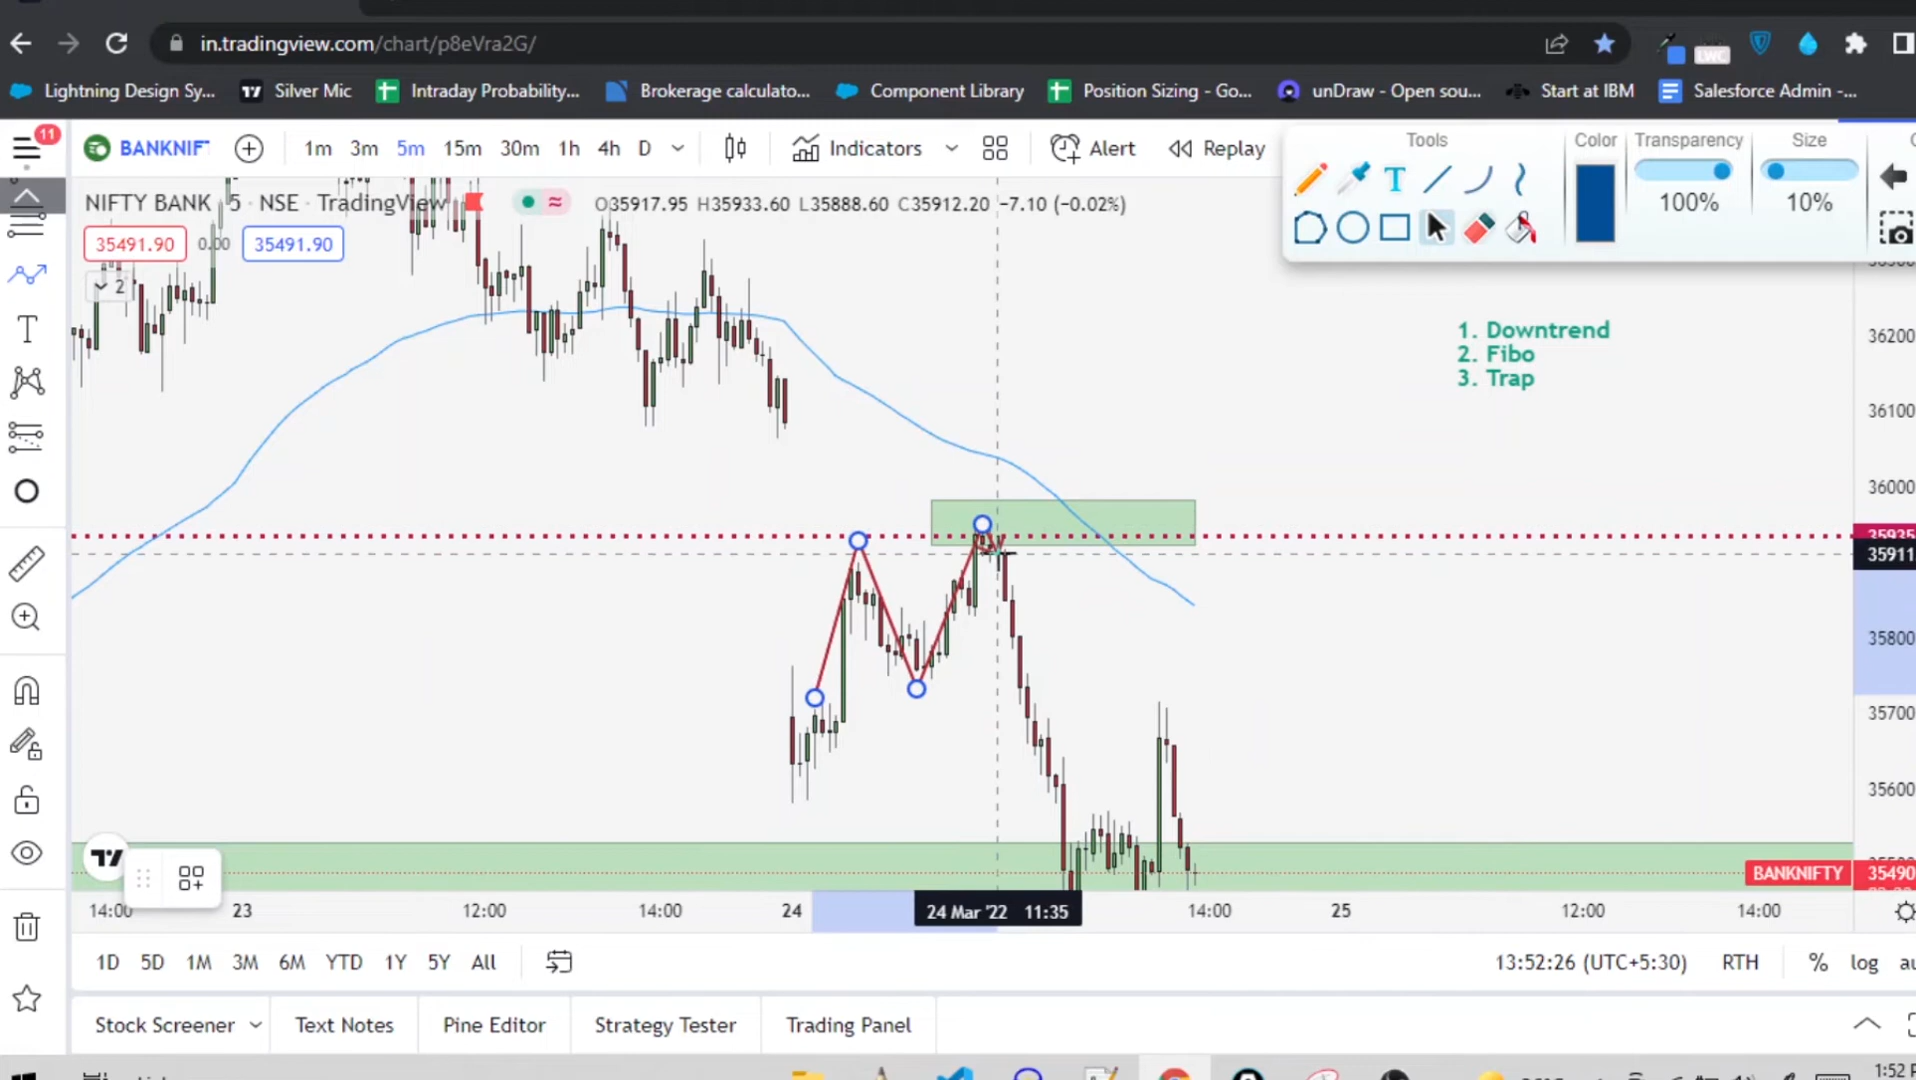 in.tradingview.com/chart/p8eVra2G/
Lightning Design Sy... Silver Mic Intraday Probability... Brokerage calculato... Component Library Position Sizing - Go... unDraw - Open sou... Start at IBM Salesforce Admin -...
11
BANKNIF 1m 3m 5m 15m 30m 1h 4h D Indicators Alert Replay
Tools Color Transparency Size
100% 10%
NIFTY BANK 5 · NSE · TradingView O35917.95 H35933.60 L35888.60 C35912.20 −7.10 (−0.02%)
35491.90 0.00 35491.90
2
1. Downtrend
2. Fibo
3. Trap
36200
36100
36000
35935
35911
35800
35700
35600
BANKNIFTY 35490
14:00 23 12:00 14:00 24 24 Mar '22 11:35 14:00 25 12:00 14:00
1D 5D 1M 3M 6M YTD 1Y 5Y All 13:52:26 (UTC+5:30) RTH % log
Stock Screener Text Notes Pine Editor Strategy Tester Trading Panel
1:52